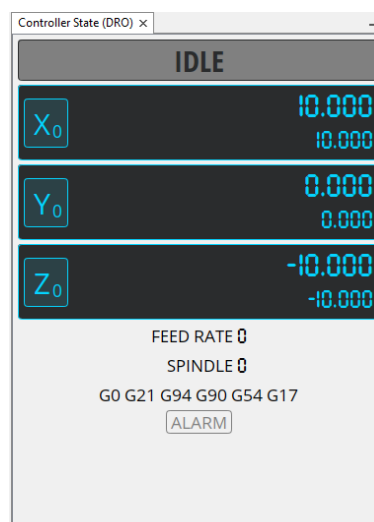 Controller State (DRO) ×
IDLE
X0
10.000
10.000
Y0
0.000
0.000
Z0
-10.000
-10.000
FEED RATE 0
SPINDLE 0
G0 G21 G94 G90 G54 G17
ALARM